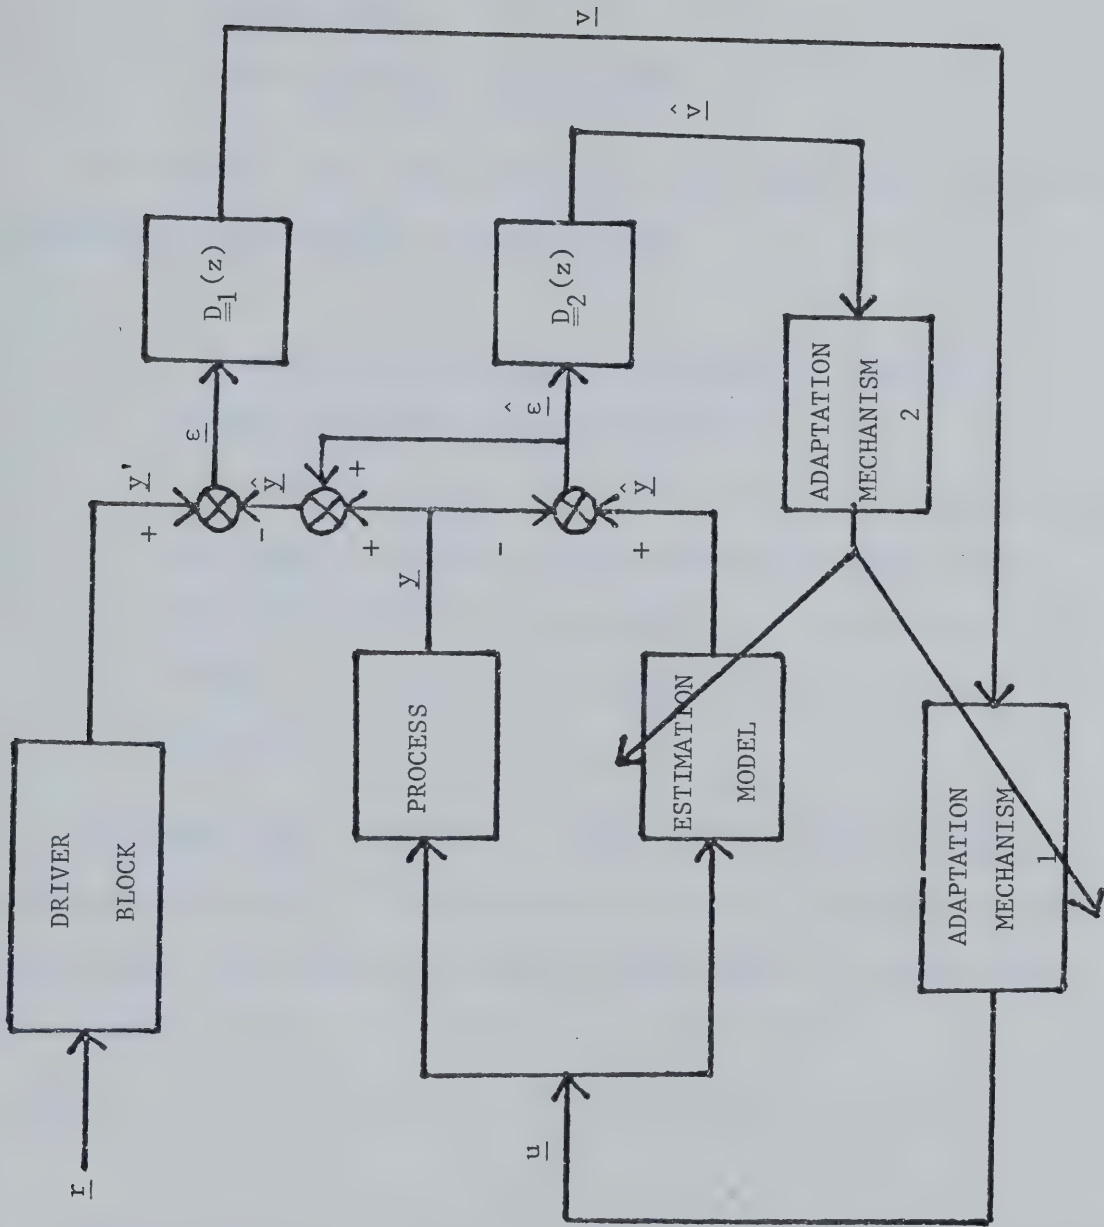 r
DRIVER
BLOCK
y'
+
ε
D1(z)
v
-
ŷ
+
+
PROCESS
y
-
ε̂
D2(z)
v̂
u
ESTIMATION
MODEL
+
ŷ
ADAPTATION
MECHANISM
2
ADAPTATION
MECHANISM
1